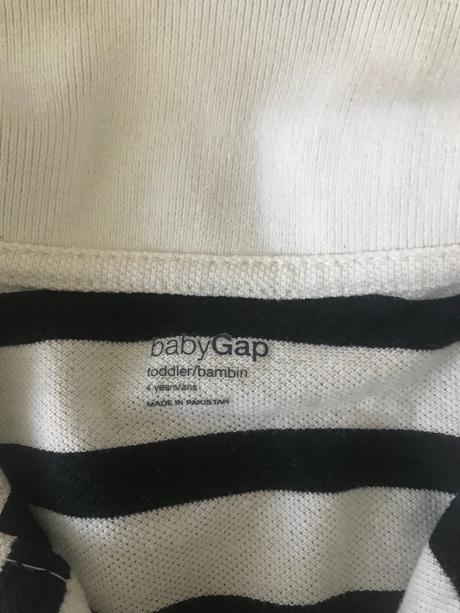 babyGap
toddler/bambin
4 years/ans
MADE IN PAKISTAN